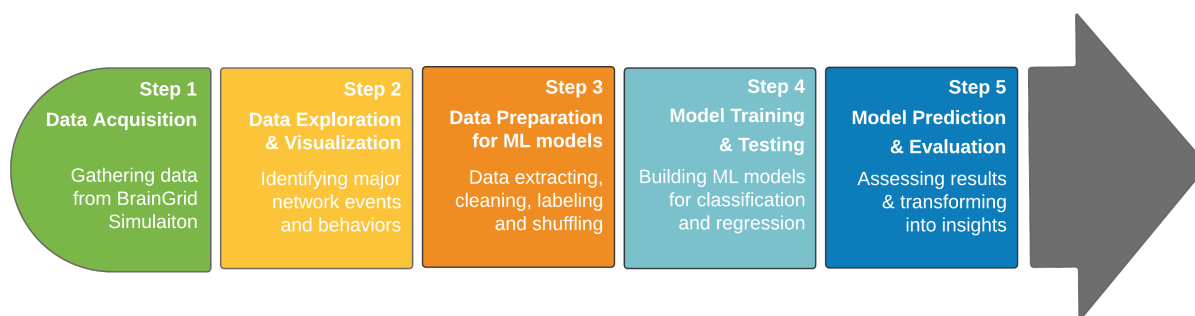 Step 1
Data Acquisition
Gathering data
from BrainGrid
Simulaiton
Step 2
Data Exploration
& Visualization
Identifying major
network events
and behaviors
Step 3
Data Preparation
for ML models
Data extracting,
cleaning, labeling
and shuffling
Step 4
Model Training
& Testing
Building ML models
for classification
and regression
Step 5
Model Prediction
& Evaluation
Assessing results
& transforming
into insights